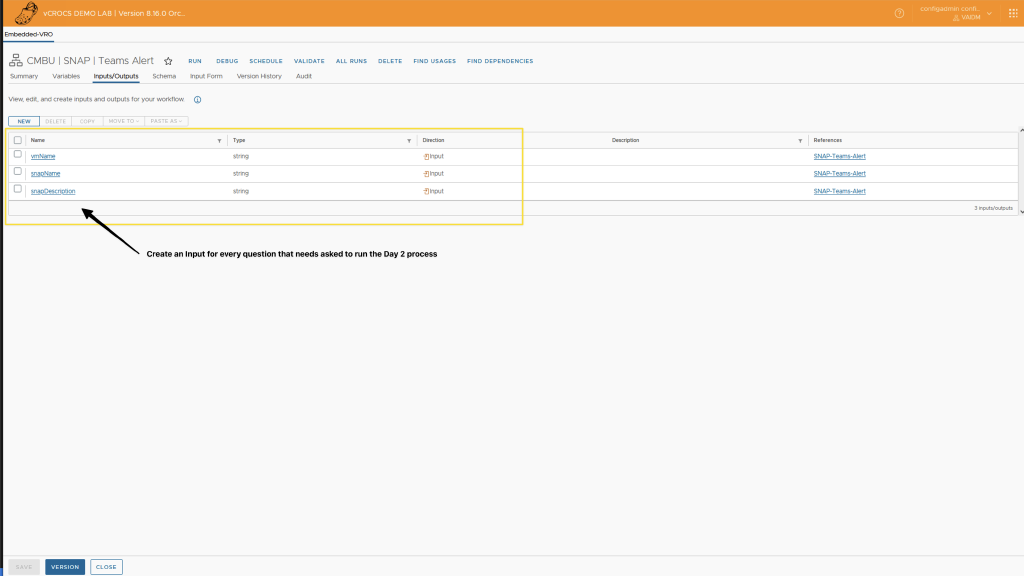 vCROCS DEMO LAB | Version 8.16.0 Orc..
configadmin confi..
VAIDM
Embedded-VRO
CMBU | SNAP | Teams Alert
RUN DEBUG SCHEDULE VALIDATE ALL RUNS DELETE FIND USAGES FIND DEPENDENCIES
Summary Variables Inputs/Outputs Schema Input Form Version History Audit
View, edit, and create inputs and outputs for your workflow.
NEW DELETE COPY MOVE TO PASTE AS
Name Type Direction Description References
vmName string Input SNAP-Teams-Alert
snapName string Input SNAP-Teams-Alert
snapDescription string Input SNAP-Teams-Alert
3 inputs/outputs
Create an Input for every question that needs asked to run the Day 2 process
SAVE VERSION CLOSE